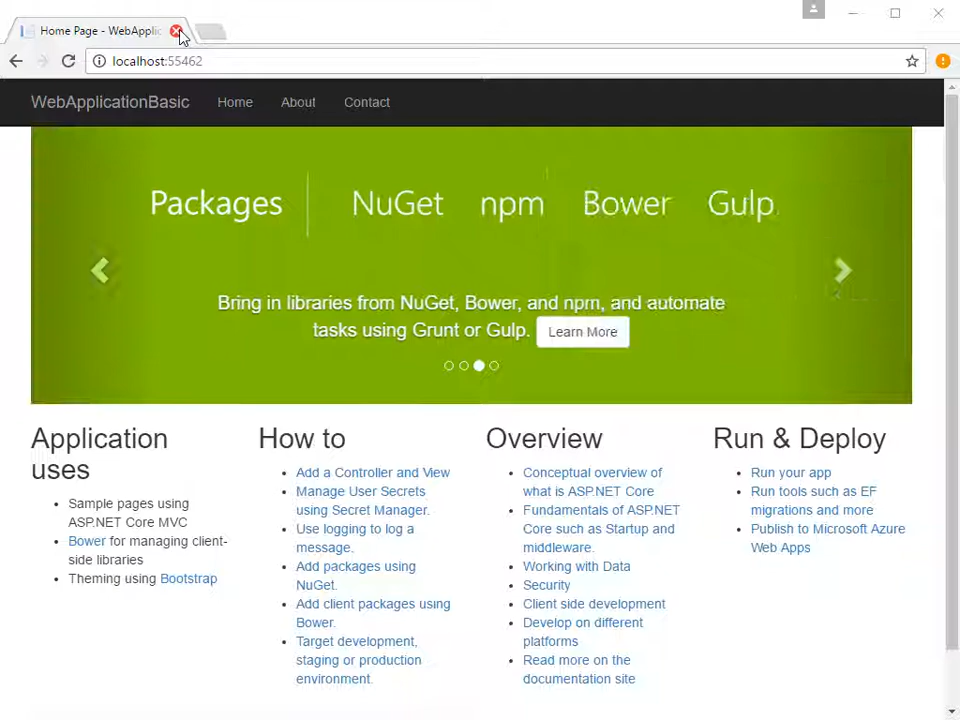 Home Page - WebApplic
localhost:55462
WebApplicationBasic Home About Contact
Packages NuGet npm Bower Gulp
Bring in libraries from NuGet, Bower, and npm, and automate
tasks using Grunt or Gulp. Learn More
Application
uses
Sample pages using
ASP.NET Core MVC
Bower for managing client-
side libraries
Theming using Bootstrap
How to
Add a Controller and View
Manage User Secrets
using Secret Manager.
Use logging to log a
message.
Add packages using
NuGet.
Add client packages using
Bower.
Target development,
staging or production
environment.
Overview
Conceptual overview of
what is ASP.NET Core
Fundamentals of ASP.NET
Core such as Startup and
middleware.
Working with Data
Security
Client side development
Develop on different
platforms
Read more on the
documentation site
Run & Deploy
Run your app
Run tools such as EF
migrations and more
Publish to Microsoft Azure
Web Apps